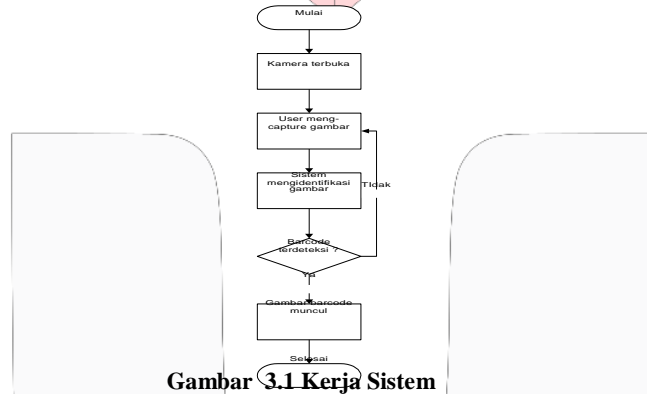 Mulai
Kamera terbuka
User meng-
capture gambar
Sistem
mengidentifikasi
gambar
TIdak
Barcode
terdeteksi ?
Ya
Gambar barcode
muncul
Selesai
Gambar 3.1 Kerja Sistem